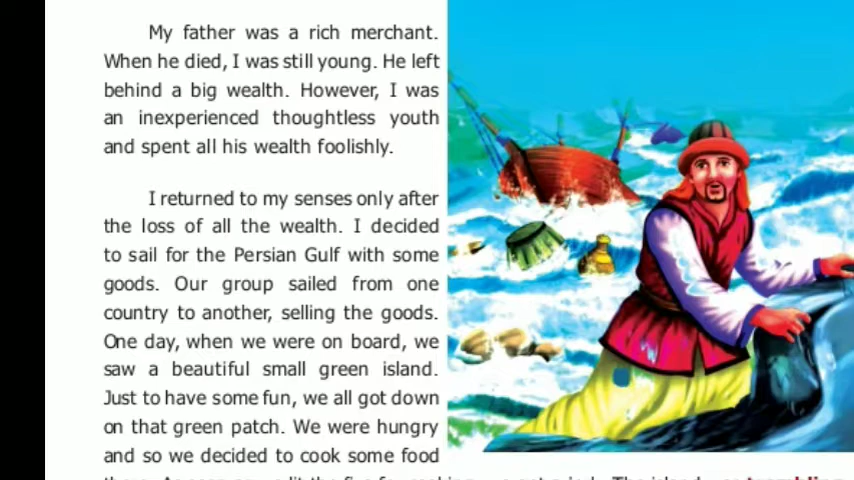 My father was a rich merchant.
When he died, I was still young. He left
behind a big wealth. However, I was
an inexperienced thoughtless youth
and spent all his wealth foolishly.
I returned to my senses only after
the loss of all the wealth. I decided
to sail for the Persian Gulf with some
goods. Our group sailed from one
country to another, selling the goods.
One day, when we were on board, we
saw a beautiful small green island.
Just to have some fun, we all got down
on that green patch. We were hungry
and so we decided to cook some food